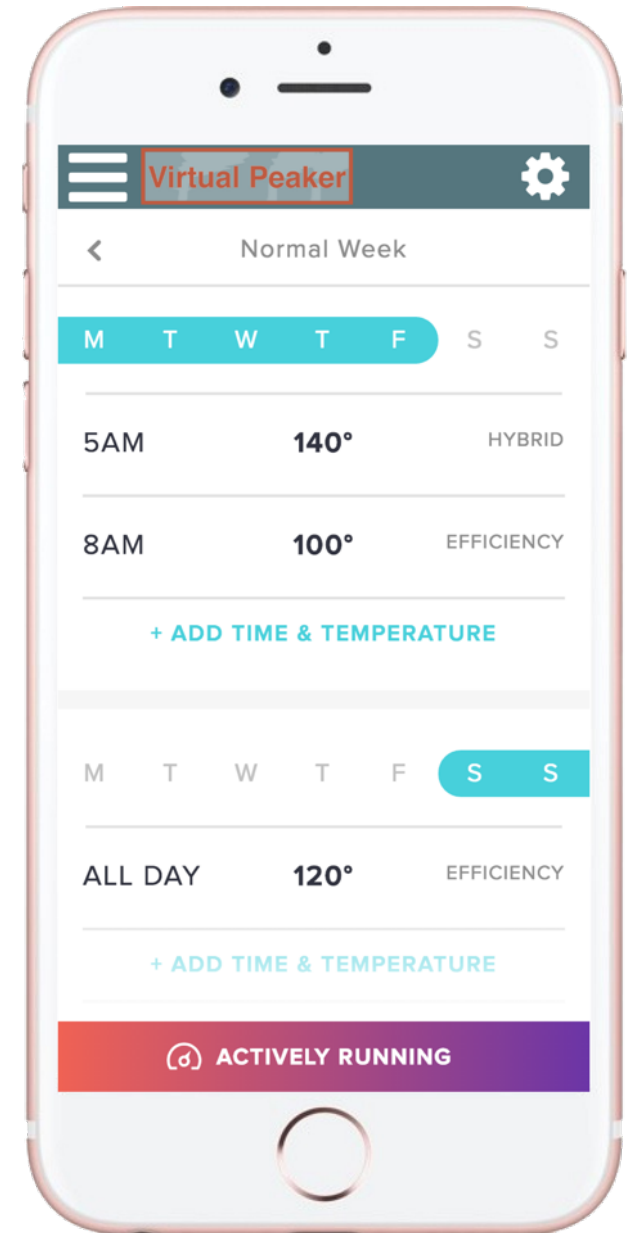 Virtual Peaker
Normal Week
M T W T F S S
5AM 140° HYBRID
8AM 100° EFFICIENCY
+ ADD TIME & TEMPERATURE
M T W T F S S
ALL DAY 120° EFFICIENCY
+ ADD TIME & TEMPERATURE
ACTIVELY RUNNING